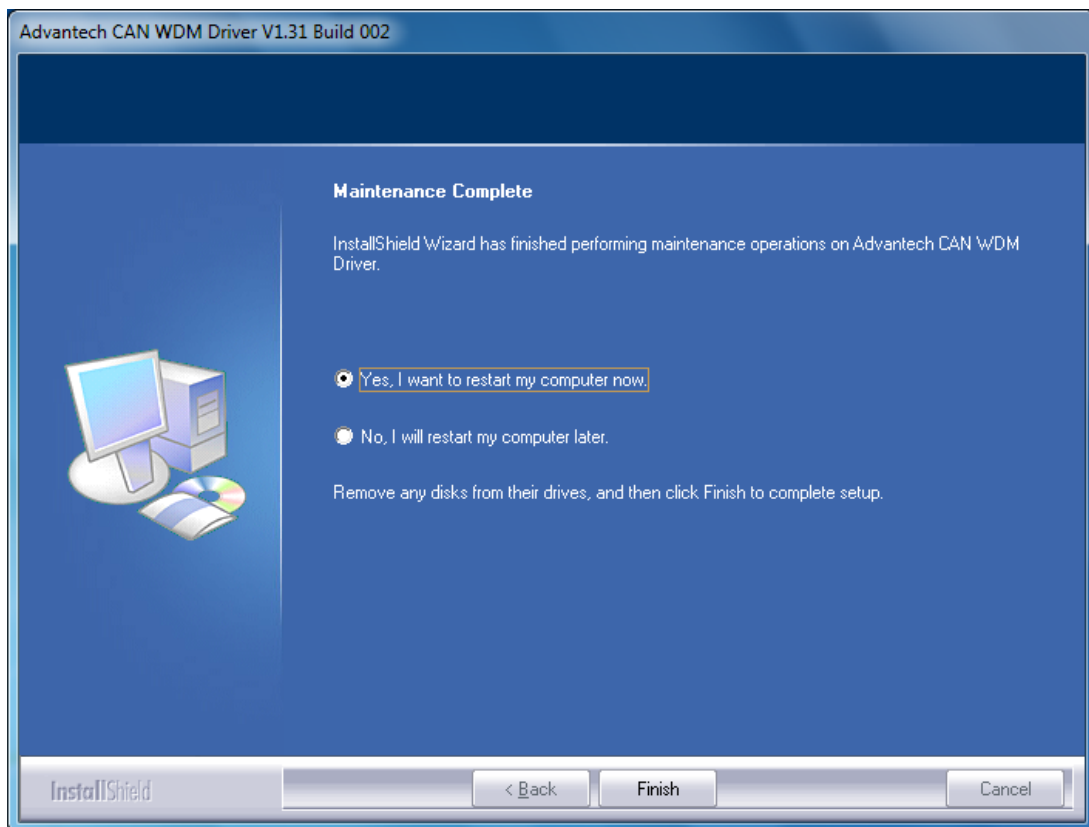 Advantech CAN WDM Driver V1.31 Build 002
Maintenance Complete
InstallShield Wizard has finished performing maintenance operations on Advantech CAN WDM
Driver.
Yes, I want to restart my computer now.
No, I will restart my computer later.
Remove any disks from their drives, and then click Finish to complete setup.
InstallShield
< Back
Finish
Cancel